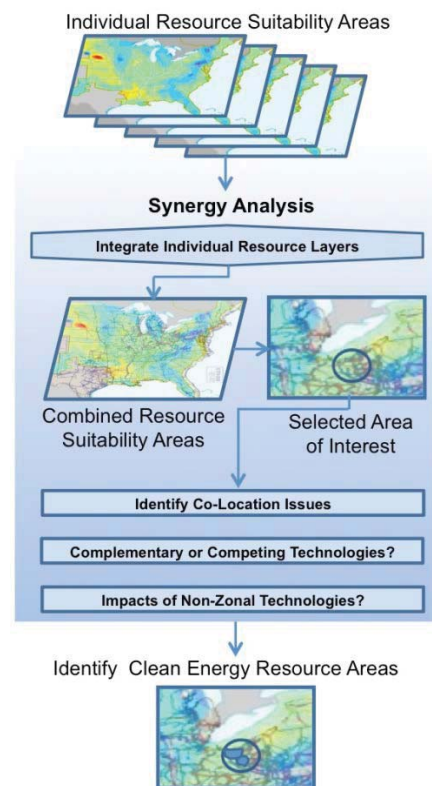 Individual Resource Suitability Areas
Synergy Analysis
Integrate Individual Resource Layers
Combined Resource
Suitability Areas
Selected Area
of Interest
Identify Co-Location Issues
Complementary or Competing Technologies?
Impacts of Non-Zonal Technologies?
Identify Clean Energy Resource Areas